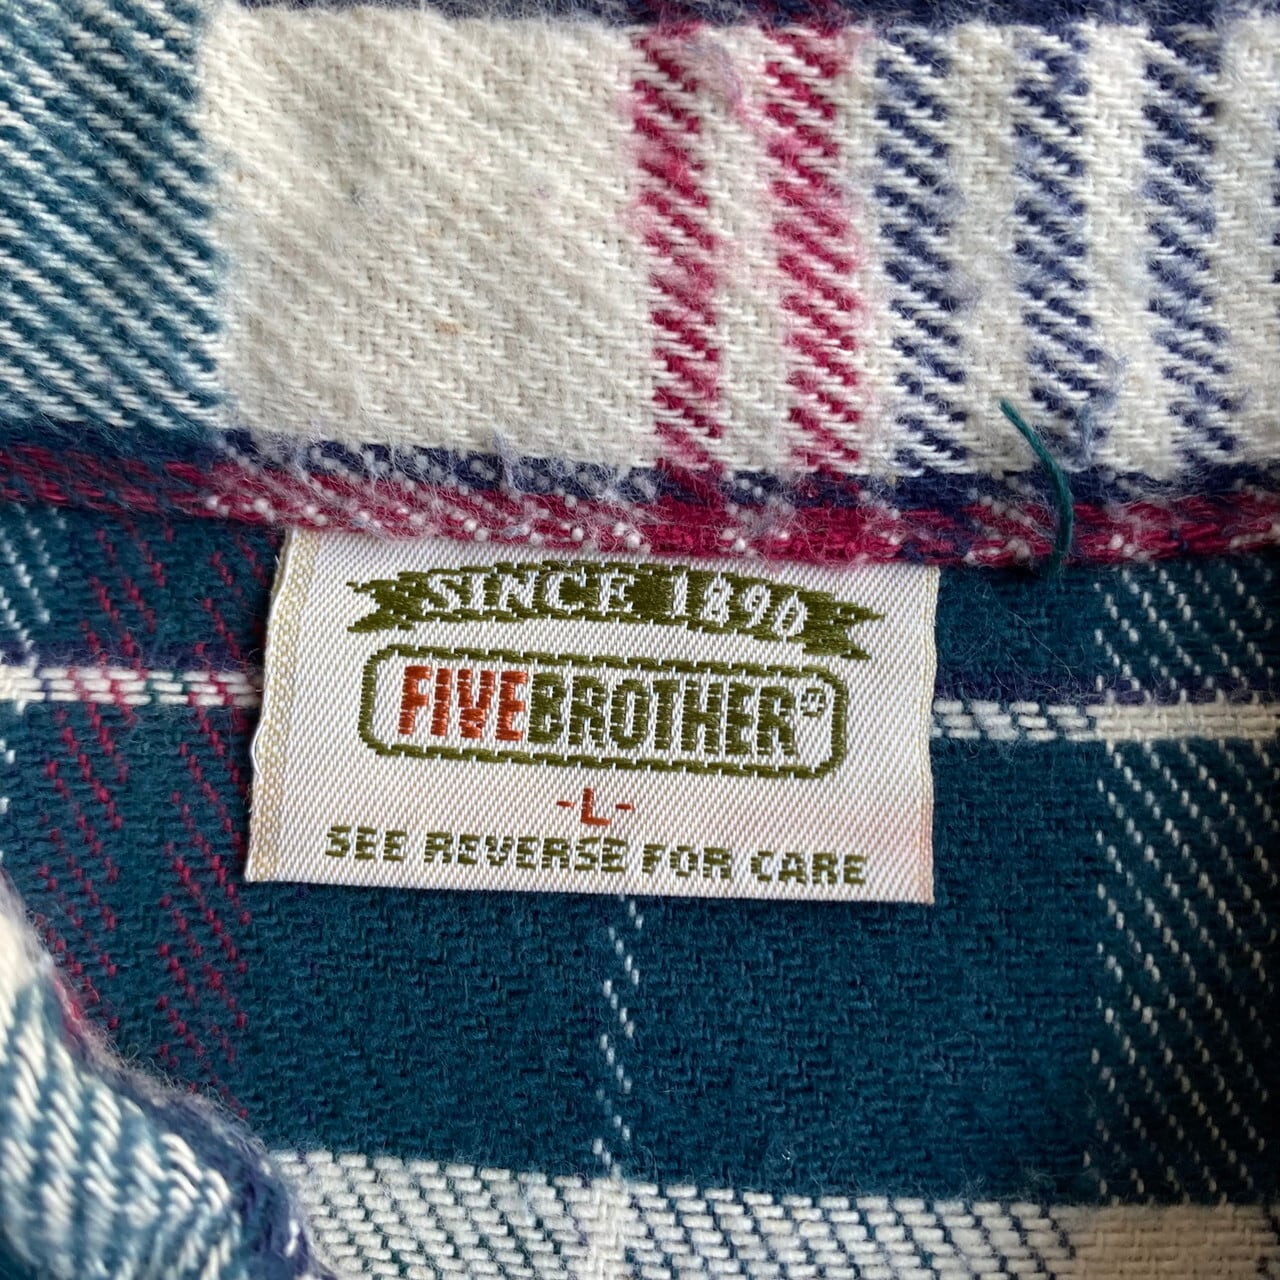 SINCE 1890
FIVEBROTHER®
-L-
SEE REVERSE FOR CARE